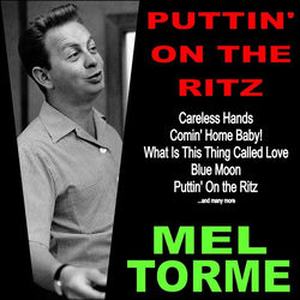 PUTTIN'
ON THE
RITZ
Careless Hands
Comin' Home Baby!
What Is This Thing Called Love
Blue Moon
Puttin' On the Ritz
...and many more
MEL
TORME